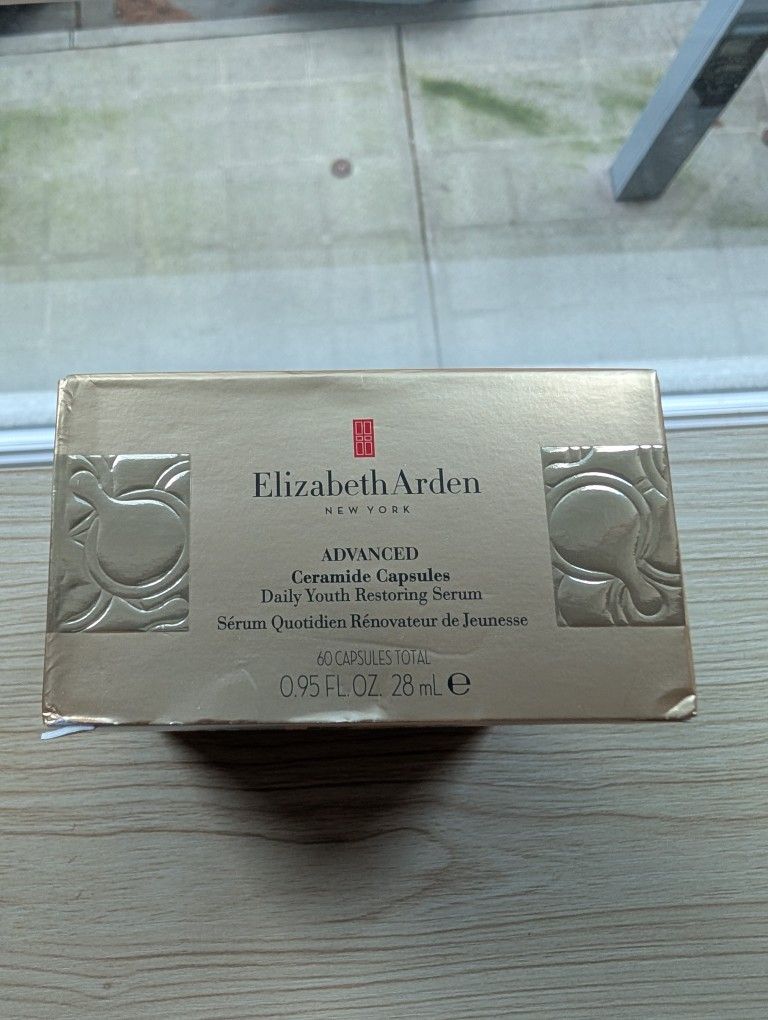 Elizabeth Arden
NEW YORK
ADVANCED
Ceramide Capsules
Daily Youth Restoring Serum
Sérum Quotidien Rénovateur de Jeunesse
60 CAPSULES TOTAL
0.95 FL.OZ. 28 mL ℮